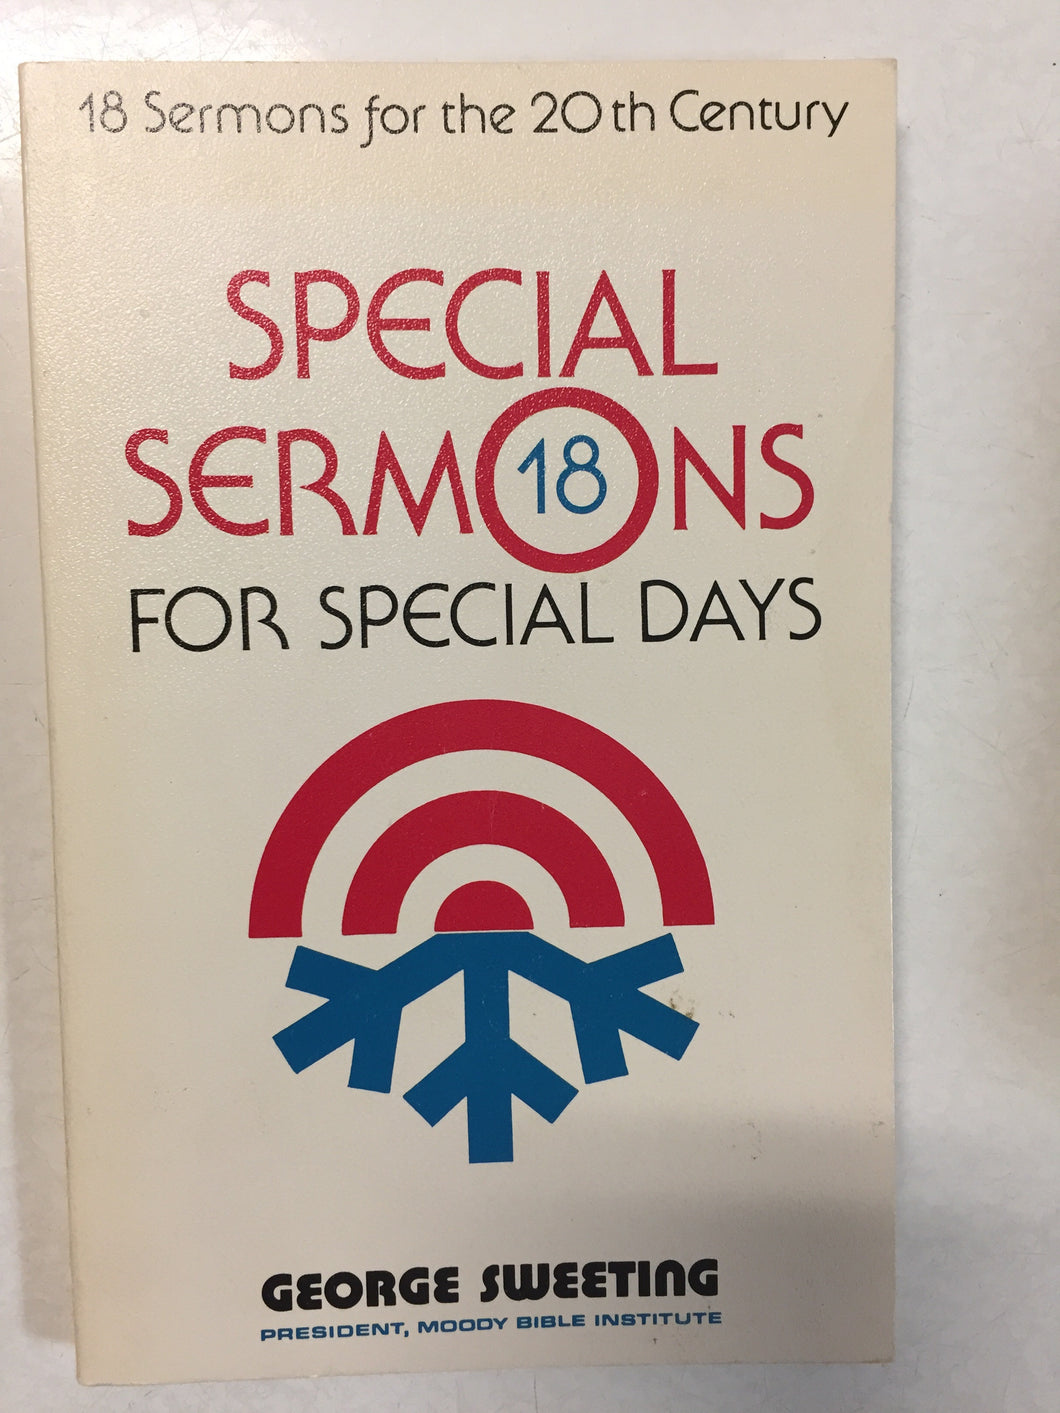 18 Sermons for the 20th Century
SPECIAL
SERMONS
18
FOR SPECIAL DAYS
GEORGE SWEETING
PRESIDENT, MOODY BIBLE INSTITUTE